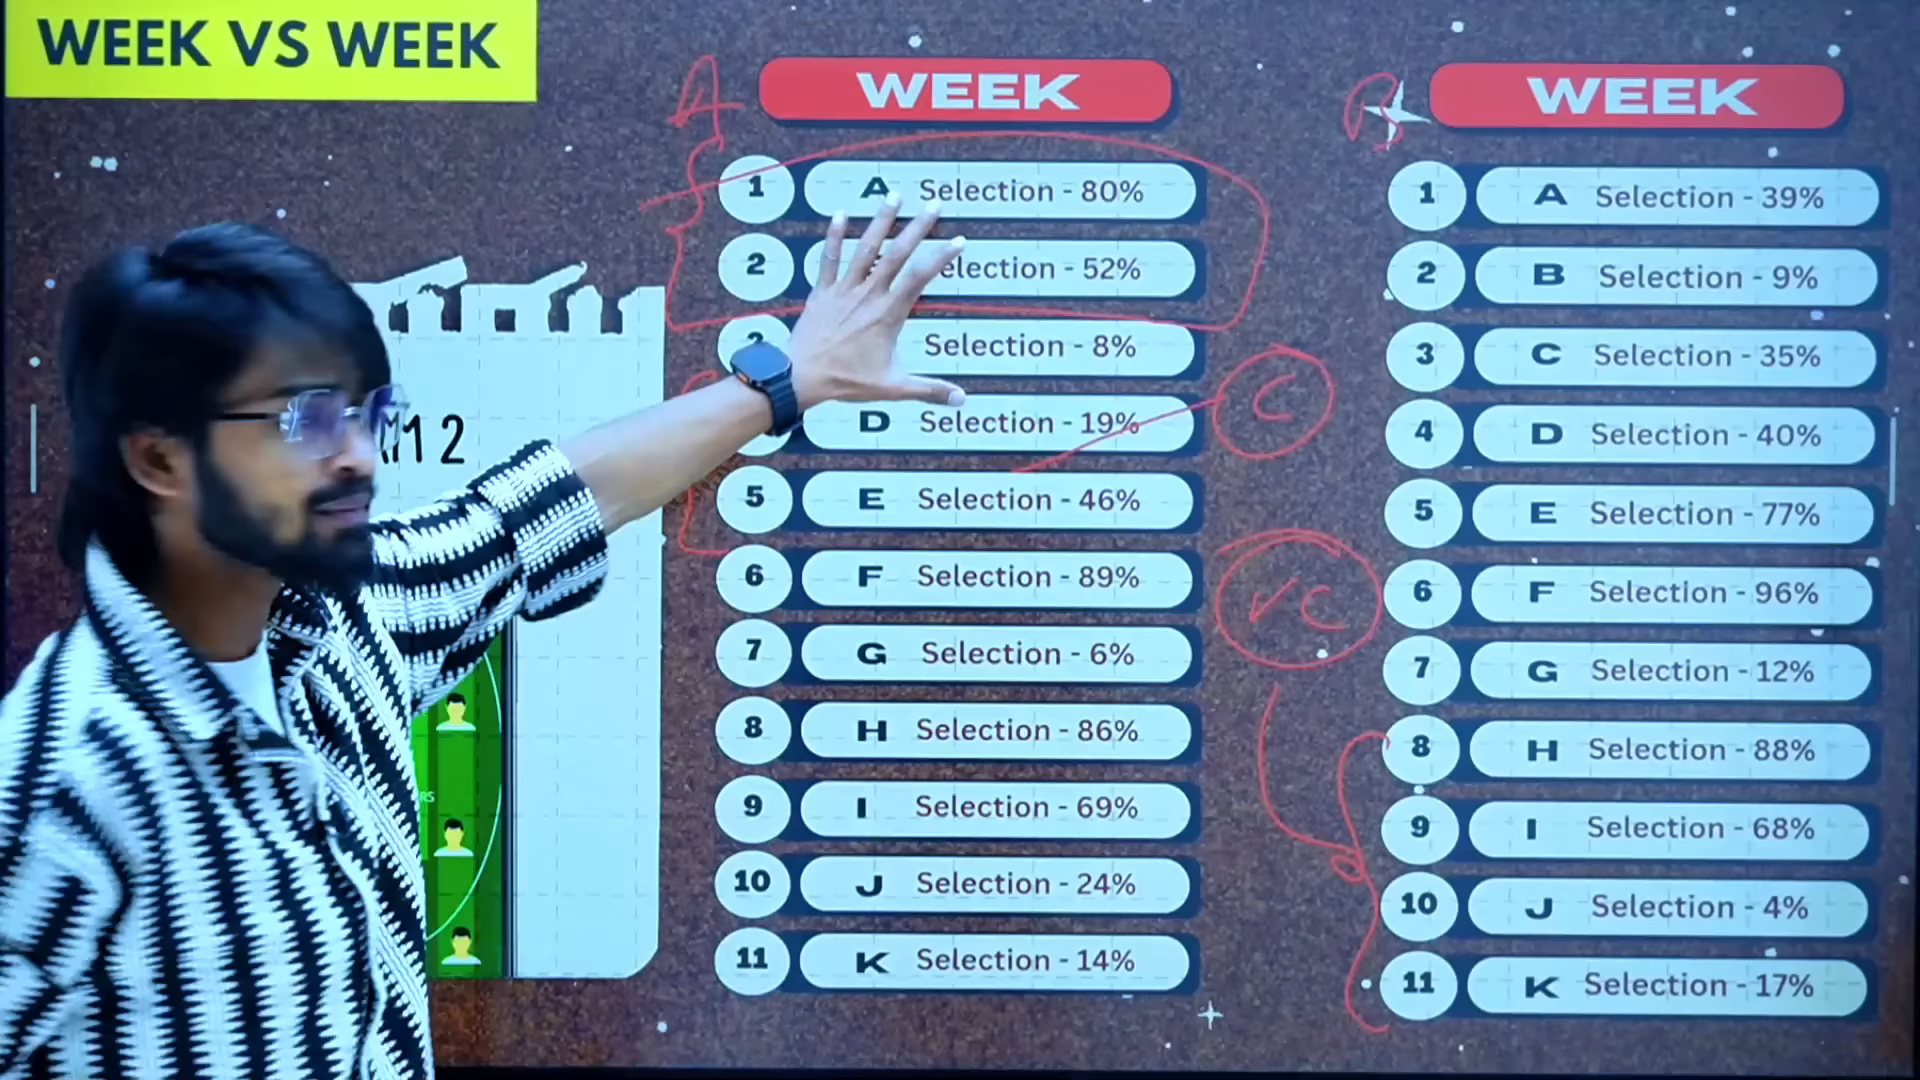 WEEK VS WEEK
A
WEEK
1 A Selection - 80%
2 election - 52%
Selection - 8%
D Selection - 19%
5 E Selection - 46%
6 F Selection - 89%
7 G Selection - 6%
8 H Selection - 86%
9 I Selection - 69%
10 J Selection - 24%
11 K Selection - 14%
C
VC
B
WEEK
1 A Selection - 39%
2 B Selection - 9%
3 C Selection - 35%
4 D Selection - 40%
5 E Selection - 77%
6 F Selection - 96%
7 G Selection - 12%
8 H Selection - 88%
9 I Selection - 68%
10 J Selection - 4%
11 K Selection - 17%
M 2
RS